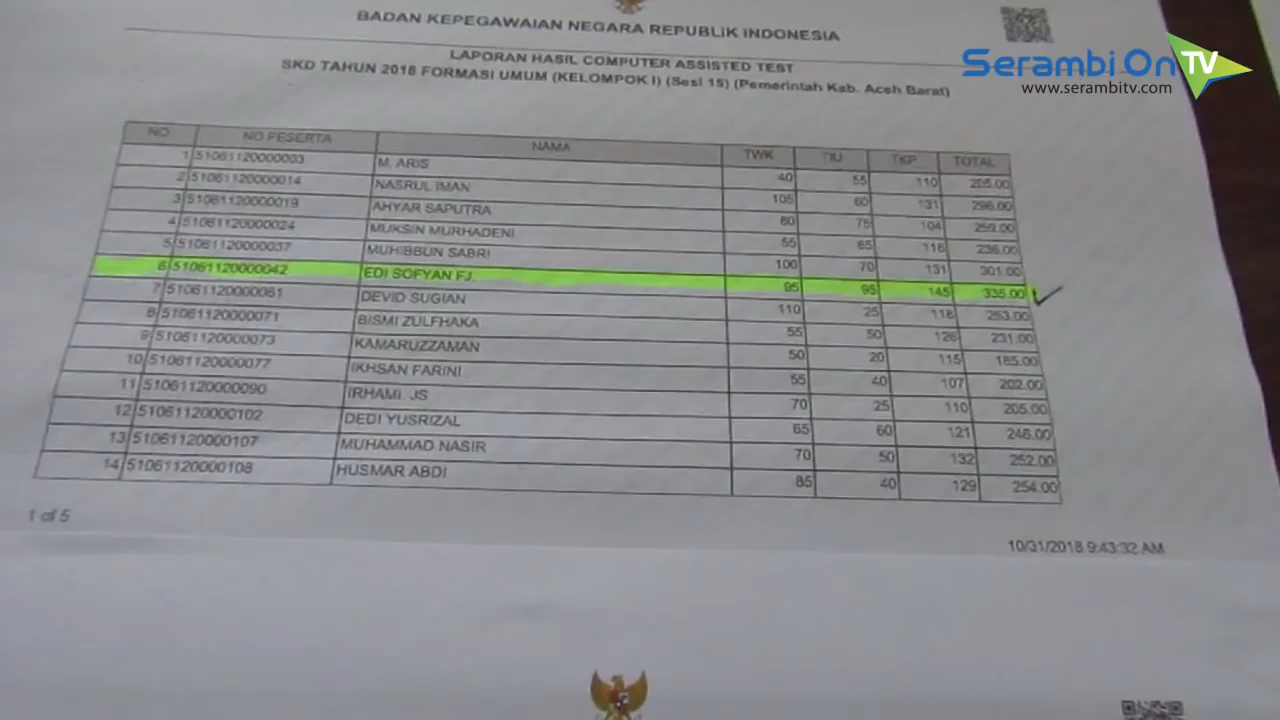 BADAN KEPEGAWAIAN NEGARA REPUBLIK INDONESIA
LAPORAN HASIL COMPUTER ASSISTED TEST
SKD TAHUN 2018 FORMASI UMUM (KELOMPOK I) (Sesi 15) (Pemerintah Kab. Aceh Barat)
Serambi On TV
www.serambitv.com
NO. NO PESERTA NAMA TWK TIU TKP TOTAL
1 51061120000003 M. ARIS 40 55 110 205.00
2 51061120000014 NASRUL IMAN 105 60 131 296.00
3 51061120000019 AHYAR SAPUTRA 80 75 104 259.00
4 51061120000024 MUKSIN MURHADENI 55 65 116 236.00
5 51061120000037 MUHIBBUN SABRI 100 70 131 301.00
6 51061120000042 EDI SOFYAN FJ. 95 95 145 335.00
7 51061120000061 DEVID SUGIAN 110 25 118 253.00
8 51061120000071 BISMI ZULFHAKA 55 50 126 231.00
9 51061120000073 KAMARUZZAMAN 50 20 115 185.00
10 51061120000077 IKHSAN FARINI 55 40 107 202.00
11 51061120000090 IRHAMI. JS 70 25 110 205.00
12 51061120000102 DEDI YUSRIZAL 65 60 121 246.00
13 51061120000107 MUHAMMAD NASIR 70 50 132 252.00
14 51061120000108 HUSMAR ABDI 85 40 129 254.00
1 of 5
10/31/2018 9:43:32 AM